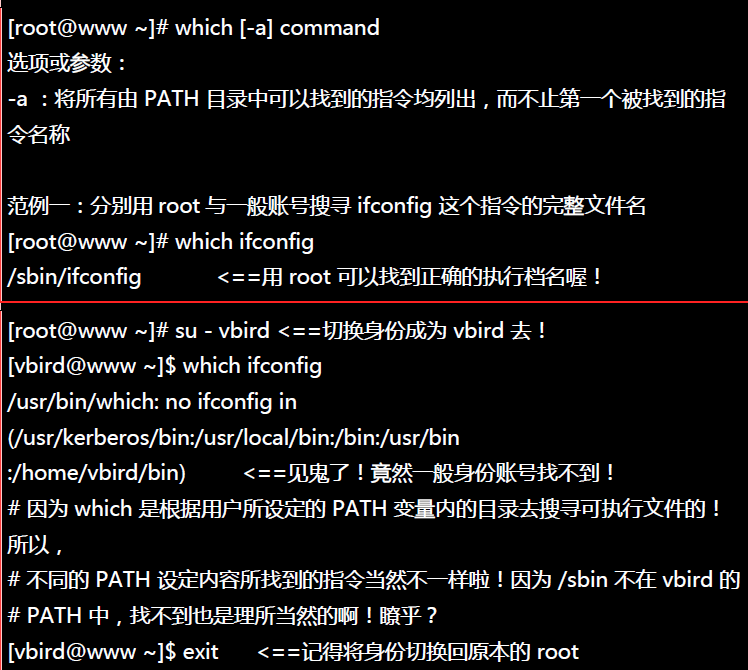 [root@www ~]# which [-a] command
选项或参数：
-a ：将所有由 PATH 目录中可以找到的指令均列出，而不止第一个被找到的指
令名称
范例一：分别用 root 与一般账号搜寻 ifconfig 这个指令的完整文件名
[root@www ~]# which ifconfig
/sbin/ifconfig <==用 root 可以找到正确的执行档名喔！
[root@www ~]# su - vbird <==切换身份成为 vbird 去！
[vbird@www ~]$ which ifconfig
/usr/bin/which: no ifconfig in
(/usr/kerberos/bin:/usr/local/bin:/bin:/usr/bin
:/home/vbird/bin) <==见鬼了！竟然一般身份账号找不到！
# 因为 which 是根据用户所设定的 PATH 变量内的目录去搜寻可执行文件的！
所以，
# 不同的 PATH 设定内容所找到的指令当然不一样啦！因为 /sbin 不在 vbird 的
# PATH 中，找不到也是理所当然的啊！瞭乎？
[vbird@www ~]$ exit <==记得将身份切换回原本的 root